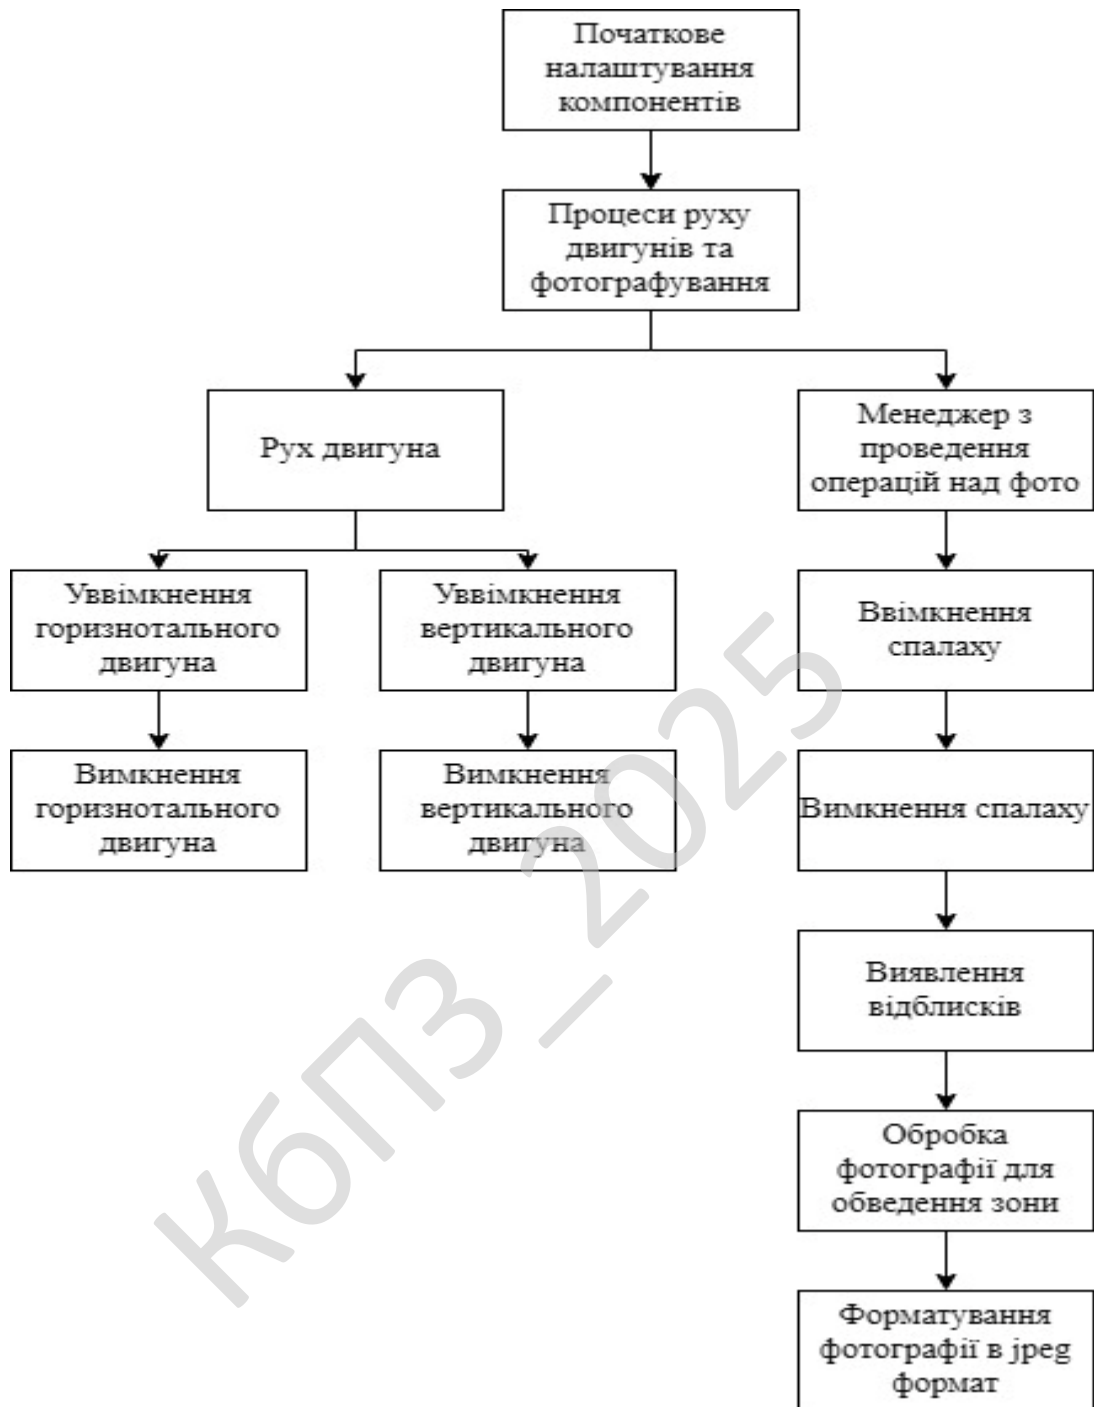 Початкове
налаштування
компонентів
Процеси руху
двигунів та
фотографування
Рух двигуна
Менеджер з
проведення
операцій над фото
Уввімкнення
горизнотального
двигуна
Уввімкнення
вертикального
двигуна
Ввімкнення
спалаху
Вимкнення
горизнотального
двигуна
Вимкнення
вертикального
двигуна
Вимкнення спалаху
Виявлення
відблисків
Обробка
фотографії для
обведення зони
Форматування
фотографії в jpeg
формат
КбПЗ_2025